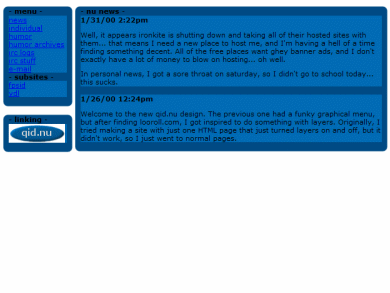 - menu -
news
individual
humor
humor archives
irc logs
irc stuff
e-mail
- subsites -
fssid
xdl
- linking -
qid.nu
- nu news -
1/31/00 2:22pm
Well, it appears ironkite is shutting down and taking all of their hosted sites with
them... that means I need a new place to host me, and I'm having a hell of a time
finding something decent. All of the free places want ghey banner ads, and I don't
exactly have a lot of money to blow on hosting... oh well.
In personal news, I got a sore throat on saturday, so I didn't go to school today...
this sucks.
1/26/00 12:24pm
Welcome to the new qid.nu design. The previous one had a funky graphical menu,
but after finding looroll.com, I got inspired to do something with layers. Originally, I
tried making a site with just one HTML page that just turned layers on and off, but it
didn't work, so I just went to normal pages.